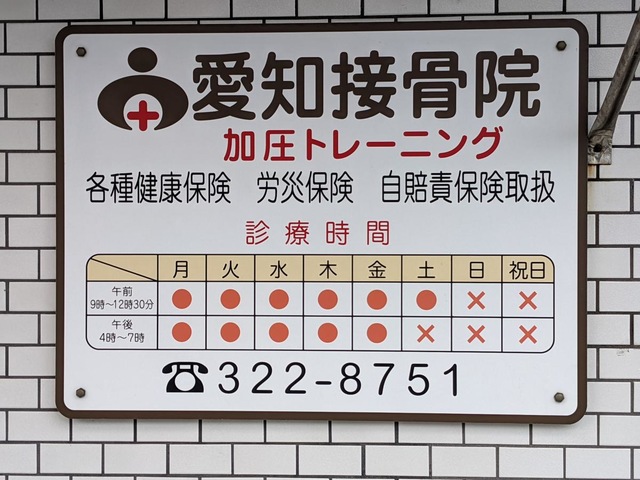 愛知接骨院
加圧トレーニング
各種健康保険 労災保険 自賠責保険取扱
診療時間
月 火 水 木 金 土 日 祝日
午前
9時～12時30分 ● ● ● ● ● ● × ×
午後
4時～7時 ● ● ● ● ● × × ×
☎322-8751